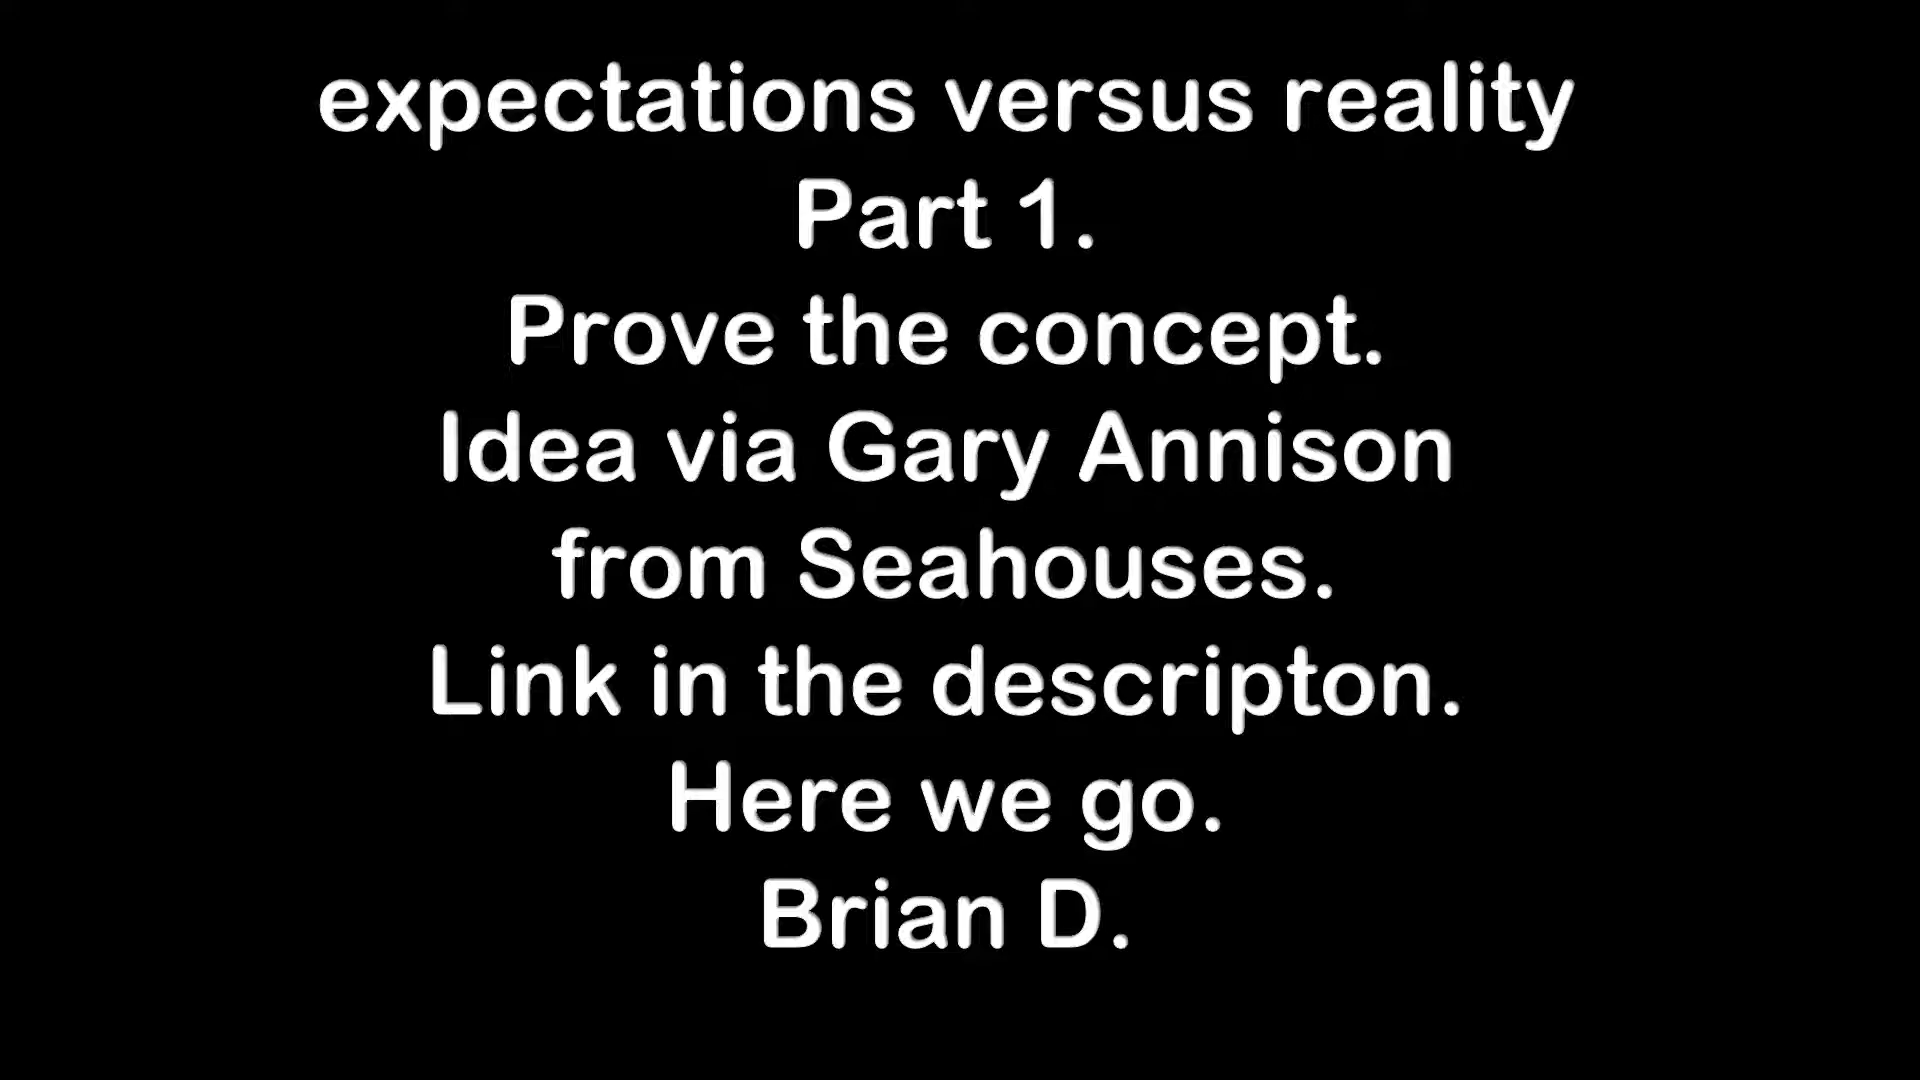 expectations versus reality
Part 1.
Prove the concept.
Idea via Gary Annison
from Seahouses.
Link in the descripton.
Here we go.
Brian D.